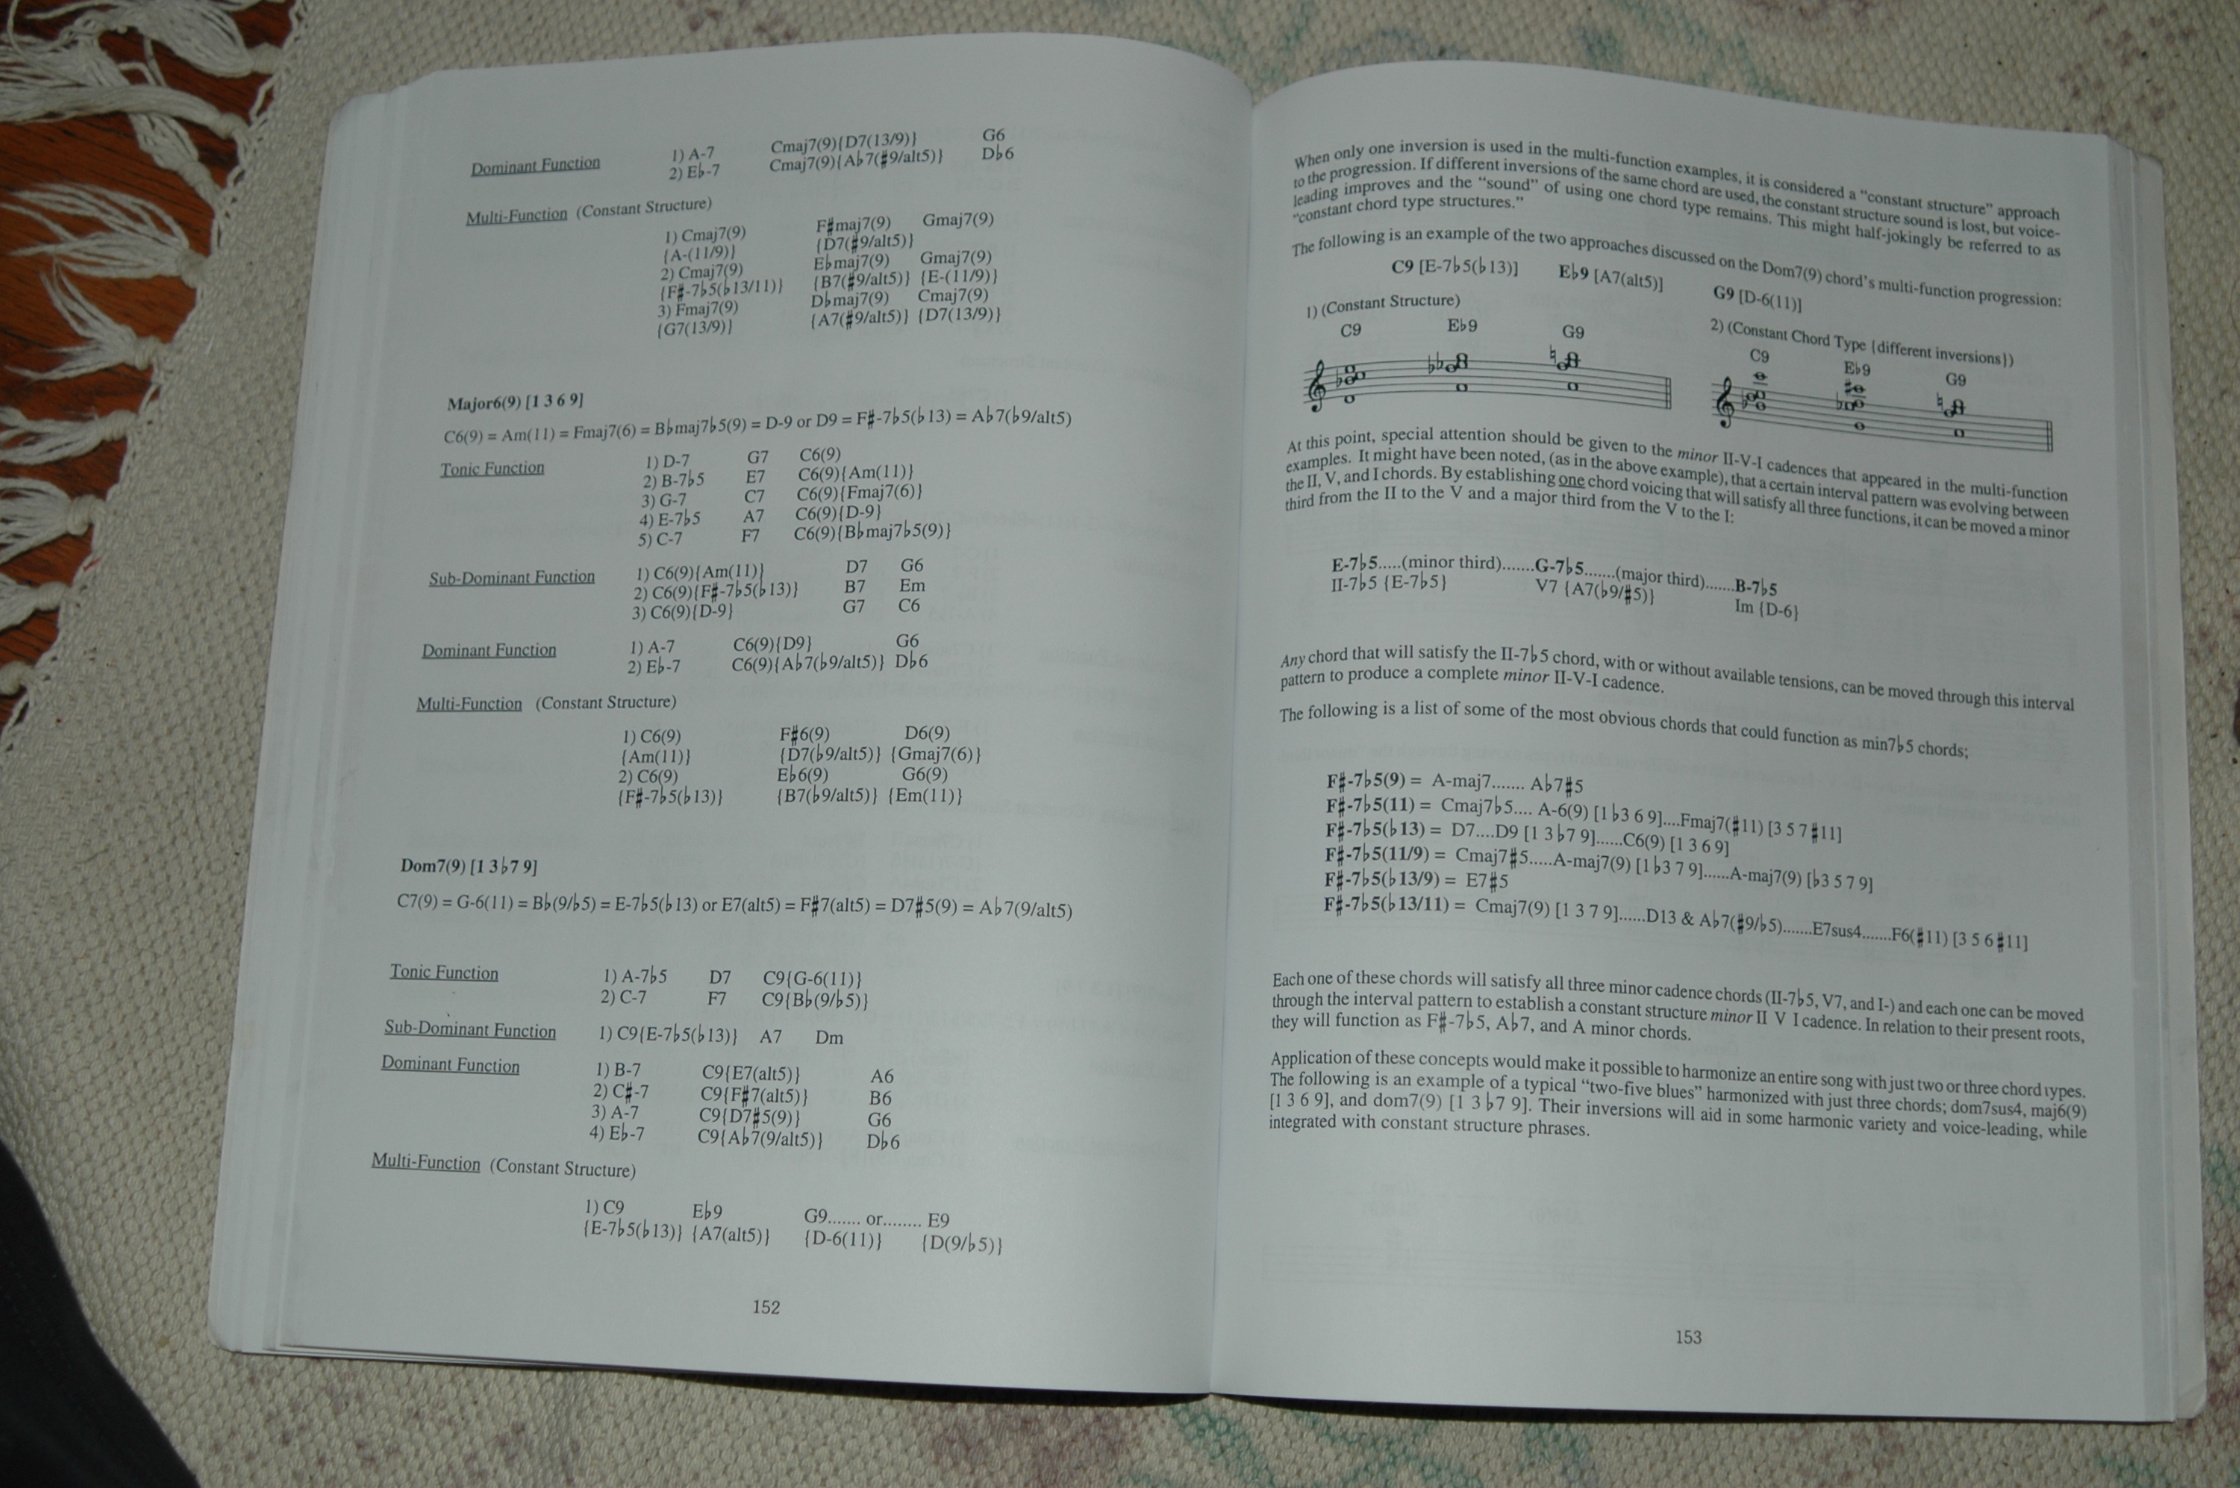 Dominant Function 1) A-7 Cmaj7(9){D7(13/9)} G6
2) E♭-7 Cmaj7(9){A♭7(♯9/alt5)} D♭6
Multi-Function (Constant Structure)
1) Cmaj7(9) F♯maj7(9) Gmaj7(9)
{A-(11/9)} {D7(♯9/alt5)}
2) Cmaj7(9) E♭maj7(9) Gmaj7(9)
{F♯-7♭5(♭13/11)} {B7(♯9/alt5)} {E-(11/9)}
3) Fmaj7(9) D♭maj7(9) Cmaj7(9)
{G7(13/9)} {A7(♯9/alt5)} {D7(13/9)}
Major6(9) [1 3 6 9]
C6(9) = Am(11) = Fmaj7(6) = B♭maj7♭5(9) = D-9 or D9 = F♯-7♭5(♭13) = A♭7(♭9/alt5)
Tonic Function 1) D-7 G7 C6(9)
2) B-7♭5 E7 C6(9){Am(11)}
3) G-7 C7 C6(9){Fmaj7(6)}
4) E-7♭5 A7 C6(9){D-9}
5) C-7 F7 C6(9){B♭maj7♭5(9)}
Sub-Dominant Function 1) C6(9){Am(11)} D7 G6
2) C6(9){F♯-7♭5(♭13)} B7 Em
3) C6(9){D-9} G7 C6
Dominant Function 1) A-7 C6(9){D9} G6
2) E♭-7 C6(9){A♭7(♭9/alt5)} D♭6
Multi-Function (Constant Structure)
1) C6(9) F♯6(9) D6(9)
{Am(11)} {D7(♭9/alt5)} {Gmaj7(6)}
2) C6(9) E♭6(9) G6(9)
{F♯-7♭5(♭13)} {B7(♭9/alt5)} {Em(11)}
Dom7(9) [1 3 ♭7 9]
C7(9) = G-6(11) = B♭(9/♭5) = E-7♭5(♭13) or E7(alt5) = F♯7(alt5) = D7♯5(9) = A♭7(9/alt5)
Tonic Function 1) A-7♭5 D7 C9{G-6(11)}
2) C-7 F7 C9{B♭(9/♭5)}
Sub-Dominant Function 1) C9{E-7♭5(♭13)} A7 Dm
Dominant Function 1) B-7 C9{E7(alt5)} A6
2) C♯-7 C9{F♯7(alt5)} B6
3) A-7 C9{D7♯5(9)} G6
4) E♭-7 C9{A♭7(9/alt5)} D♭6
Multi-Function (Constant Structure)
1) C9 E♭9 G9....... or........ E9
{E-7♭5(♭13)} {A7(alt5)} {D-6(11)} {D(9/♭5)}
152
When only one inversion is used in the multi-function examples, it is considered a “constant structure” approach
to the progression. If different inversions of the same chord are used, the constant structure sound is lost, but voice-
leading improves and the “sound” of using one chord type remains. This might half-jokingly be referred to as
“constant chord type structures.”
The following is an example of the two approaches discussed on the Dom7(9) chord's multi-function progression:
C9 [E-7♭5(♭13)] E♭9 [A7(alt5)] G9 [D-6(11)]
1) (Constant Structure) 2) (Constant Chord Type {different inversions})
C9 E♭9 G9 C9 E♭9 G9
At this point, special attention should be given to the minor II-V-I cadences that appeared in the multi-function
examples. It might have been noted, (as in the above example), that a certain interval pattern was evolving between
the II, V, and I chords. By establishing one chord voicing that will satisfy all three functions, it can be moved a minor
third from the II to the V and a major third from the V to the I:
E-7♭5.....(minor third).......G-7♭5.......(major third).......B-7♭5
II-7♭5 {E-7♭5} V7 {A7(♭9/♯5)} Im {D-6}
Any chord that will satisfy the II-7♭5 chord, with or without available tensions, can be moved through this interval
pattern to produce a complete minor II-V-I cadence.
The following is a list of some of the most obvious chords that could function as min7♭5 chords;
F♯-7♭5(9) = A-maj7....... A♭7♯5
F♯-7♭5(11) = Cmaj7♭5.... A-6(9) [1 ♭3 6 9]....Fmaj7(♯11) [3 5 7 ♯11]
F♯-7♭5(♭13) = D7....D9 [1 3 ♭7 9]......C6(9) [1 3 6 9]
F♯-7♭5(11/9) = Cmaj7♯5.....A-maj7(9) [1 ♭3 7 9]......A-maj7(9) [♭3 5 7 9]
F♯-7♭5(♭13/9) = E7♯5
F♯-7♭5(♭13/11) = Cmaj7(9) [1 3 7 9]......D13 & A♭7(♯9/♭5).......E7sus4.......F6(♯11) [3 5 6 ♯11]
Each one of these chords will satisfy all three minor cadence chords (II-7♭5, V7, and I-) and each one can be moved
through the interval pattern to establish a constant structure minor II V I cadence. In relation to their present roots,
they will function as F♯-7♭5, A♭7, and A minor chords.
Application of these concepts would make it possible to harmonize an entire song with just two or three chord types.
The following is an example of a typical “two-five blues” harmonized with just three chords; dom7sus4, maj6(9)
[1 3 6 9], and dom7(9) [1 3 ♭7 9]. Their inversions will aid in some harmonic variety and voice-leading, while
integrated with constant structure phrases.
153